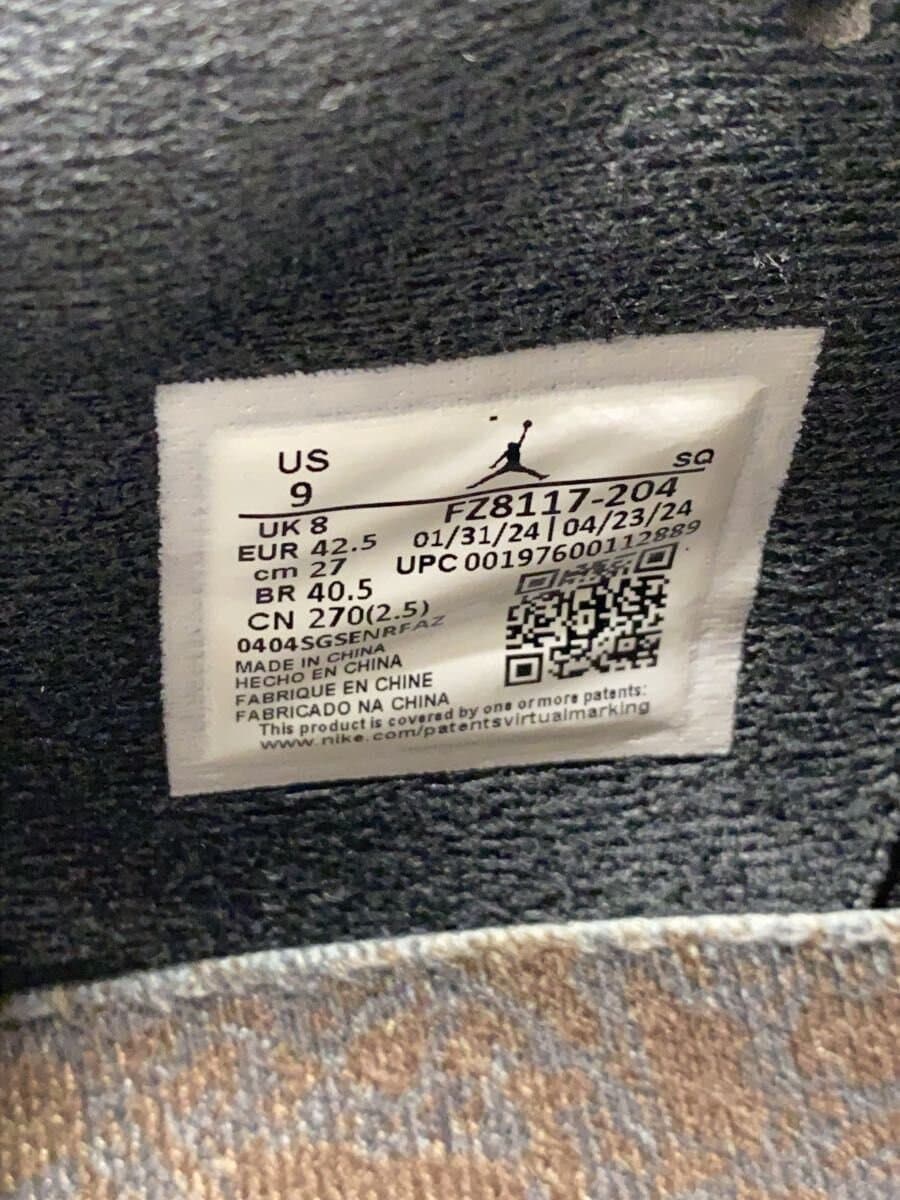 US
9
SQ
FZ8117-204
UK 8
01/31/24 | 04/23/24
EUR 42.5
UPC 00197600112889
cm 27
BR 40.5
CN 270(2.5)
0404SGSENRFAZ
MADE IN CHINA
HECHO EN CHINA
FABRIQUE EN CHINE
FABRICADO NA CHINA
This product is covered by one or more patents:
www.nike.com/patentsvirtualmarking